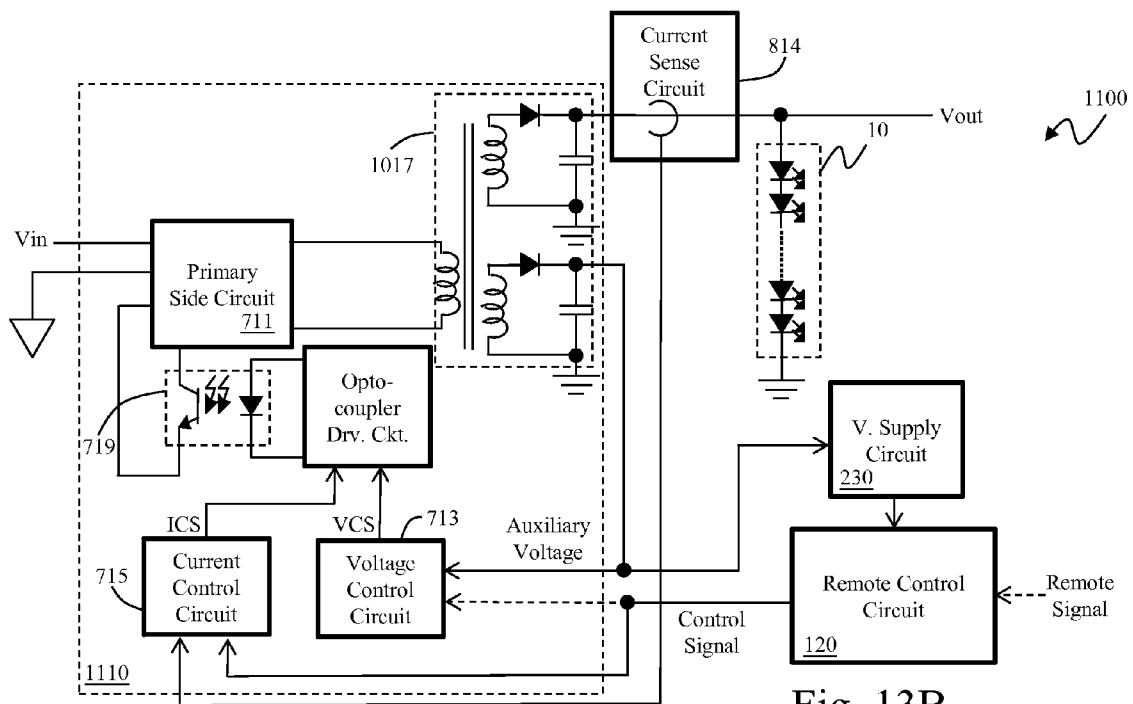 Current
Sense
Circuit
814
1100
Vout
10
1017
Vin
Primary
Side Circuit
711
Opto-
coupler
Drv. Ckt.
719
V. Supply
Circuit
230
ICS
VCS
713
Auxiliary
Voltage
715
Current
Control
Circuit
Voltage
Control
Circuit
Control
Signal
Remote Control
Circuit
120
Remote
Signal
1110
Fig. 13B